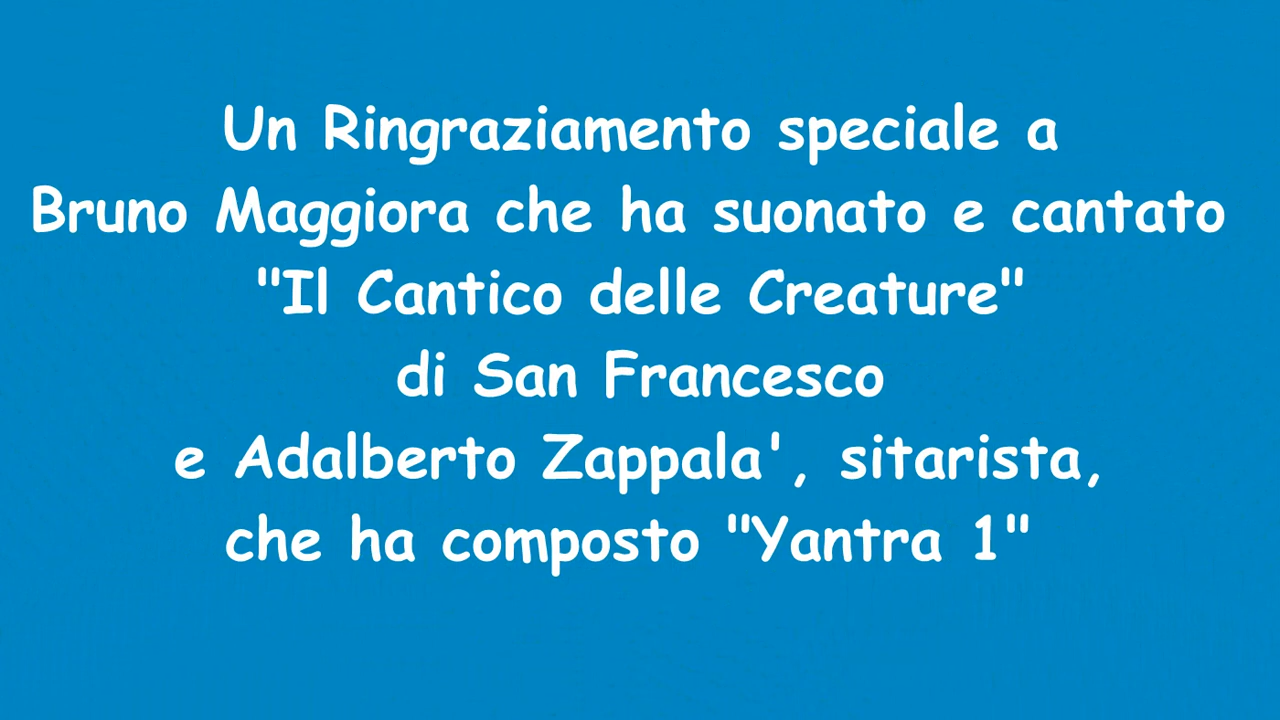 Un Ringraziamento speciale a
Bruno Maggiora che ha suonato e cantato
"Il Cantico delle Creature"
di San Francesco
e Adalberto Zappala', sitarista,
che ha composto "Yantra 1"